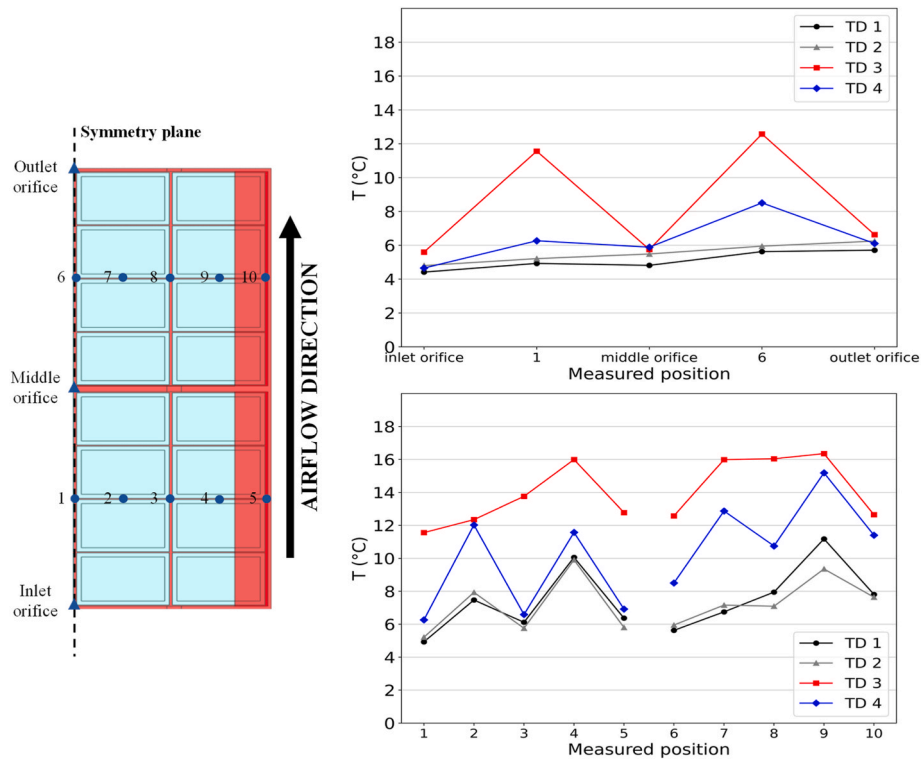 Symmetry plane
Outlet
orifice
6 7 8 9 10
Middle
orifice
1 2 3 4 5
Inlet
orifice
AIRFLOW DIRECTION
18
16
14
12
10
8
6
4
2
0
T (°C)
TD 1
TD 2
TD 3
TD 4
inlet orifice 1 middle orifice 6 outlet orifice
Measured position
18
16
14
12
10
8
6
4
2
0
T (°C)
TD 1
TD 2
TD 3
TD 4
1 2 3 4 5 6 7 8 9 10
Measured position